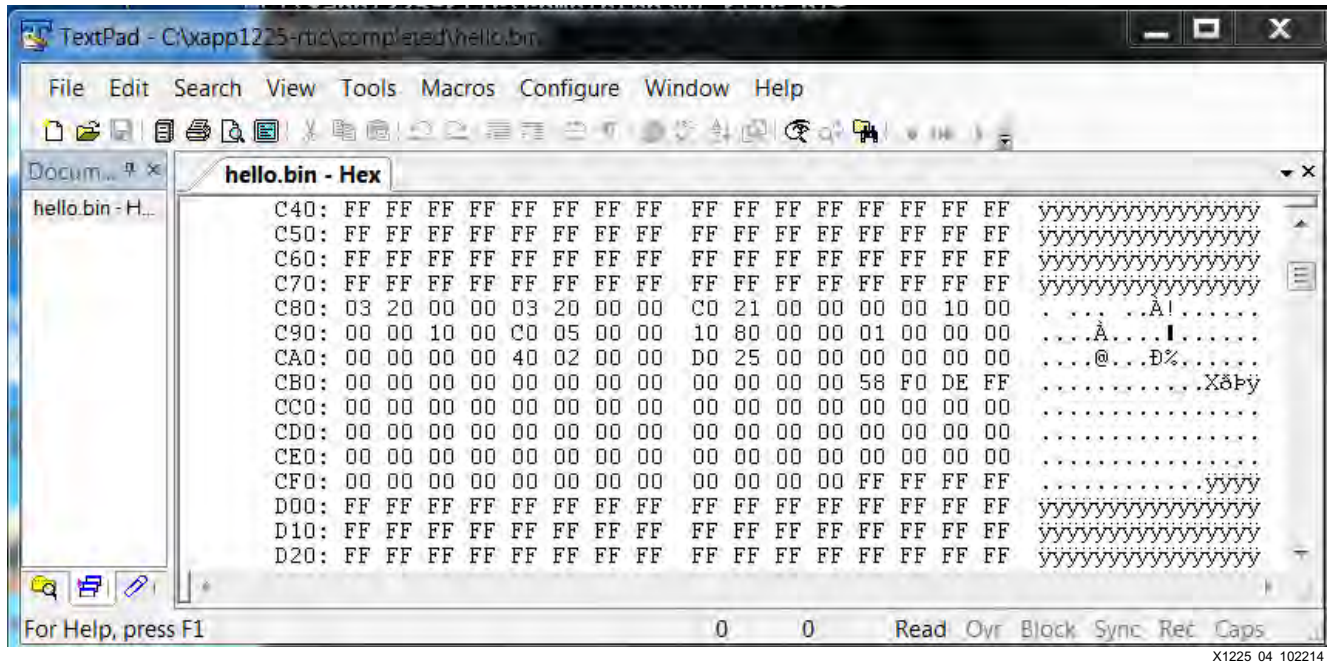 TextPad - C:\xapp1225-rtic\completed\hello.bin
File Edit Search View Tools Macros Configure Window Help
Docum...
hello.bin - Hex
hello.bin - H...
C40: FF FF FF FF FF FF FF FF FF FF FF FF FF FF FF FF ÿÿÿÿÿÿÿÿÿÿÿÿÿÿÿÿ
C50: FF FF FF FF FF FF FF FF FF FF FF FF FF FF FF FF ÿÿÿÿÿÿÿÿÿÿÿÿÿÿÿÿ
C60: FF FF FF FF FF FF FF FF FF FF FF FF FF FF FF FF ÿÿÿÿÿÿÿÿÿÿÿÿÿÿÿÿ
C70: FF FF FF FF FF FF FF FF FF FF FF FF FF FF FF FF ÿÿÿÿÿÿÿÿÿÿÿÿÿÿÿÿ
C80: 03 20 00 00 03 20 00 00 C0 21 00 00 00 00 10 00 . ... ..À!......
C90: 00 00 10 00 C0 05 00 00 10 80 00 00 01 00 00 00 ....À....▌......
CA0: 00 00 00 00 40 02 00 00 D0 25 00 00 00 00 00 00 ....@...Ð%......
CB0: 00 00 00 00 00 00 00 00 00 00 00 00 58 F0 DE FF ............XðÞÿ
CC0: 00 00 00 00 00 00 00 00 00 00 00 00 00 00 00 00 ................
CD0: 00 00 00 00 00 00 00 00 00 00 00 00 00 00 00 00 ................
CE0: 00 00 00 00 00 00 00 00 00 00 00 00 00 00 00 00 ................
CF0: 00 00 00 00 00 00 00 00 00 00 00 00 FF FF FF FF ............ÿÿÿÿ
D00: FF FF FF FF FF FF FF FF FF FF FF FF FF FF FF FF ÿÿÿÿÿÿÿÿÿÿÿÿÿÿÿÿ
D10: FF FF FF FF FF FF FF FF FF FF FF FF FF FF FF FF ÿÿÿÿÿÿÿÿÿÿÿÿÿÿÿÿ
D20: FF FF FF FF FF FF FF FF FF FF FF FF FF FF FF FF ÿÿÿÿÿÿÿÿÿÿÿÿÿÿÿÿ
For Help, press F1 0 0 Read Ovr Block Sync Rec Caps
X1225_04_102214